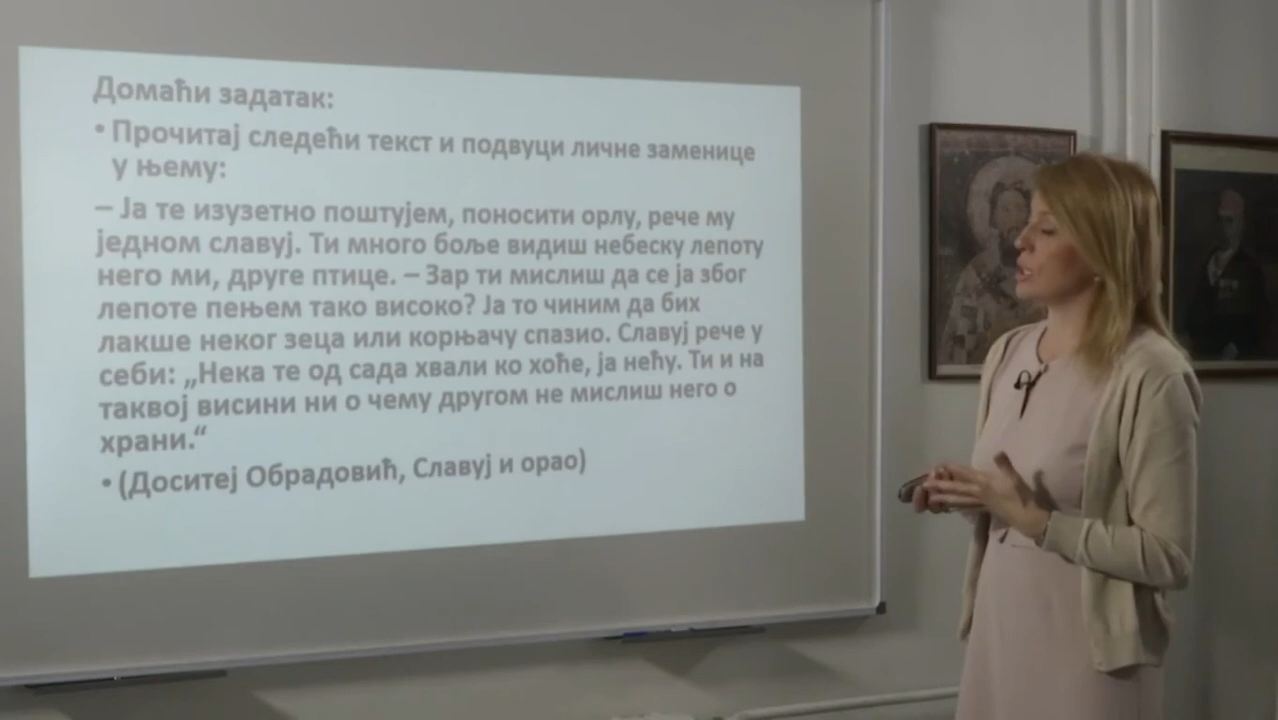 Домаћи задатак:
• Прочитај следећи текст и подвуци личне заменице
у њему:
– Ја те изузетно поштујем, поносити орлу, рече му
једном славуј. Ти много боље видиш небеску лепоту
него ми, друге птице. – Зар ти мислиш да се ја због
лепоте пењем тако високо? Ја то чиним да бих
лакше неког зеца или корњачу спазио. Славуј рече у
себи: „Нека те од сада хвали ко хоће, ја нећу. Ти и на
таквој висини ни о чему другом не мислиш него о
храни.“
• (Доситеј Обрадовић, Славуј и орао)